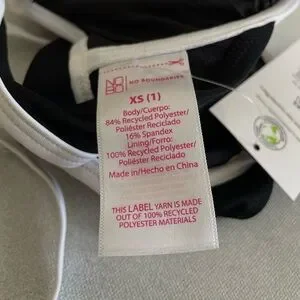 NO BOUNDARIES
XS (1)
Body/Cuerpo:
84% Recycled Polyester/
Poliéster Reciclado
16% Spandex
Lining/Forro:
100% Recycled Polyester/
Poliéster Reciclado
Made in/Hecho en China
THIS LABEL YARN IS MADE
OUT OF 100% RECYCLED
POLYESTER MATERIALS